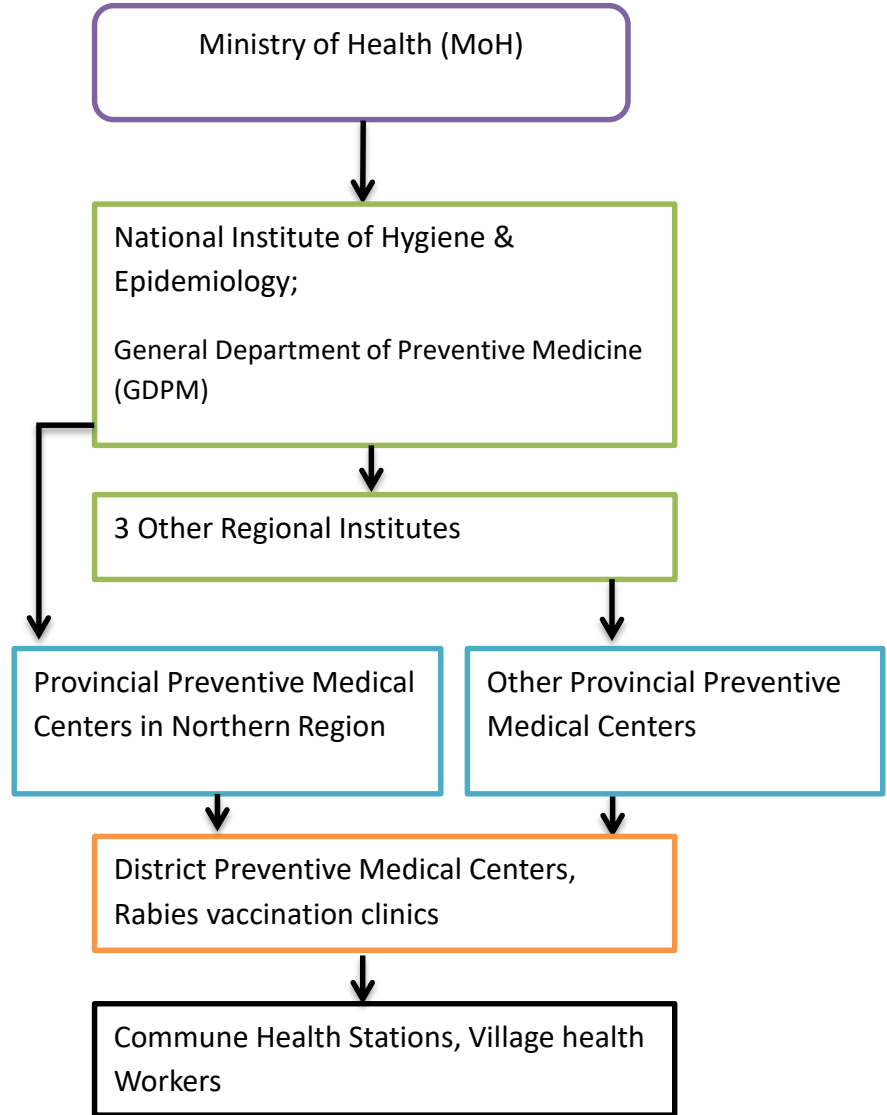 Ministry of Health (MoH)
National Institute of Hygiene &
Epidemiology;
General Department of Preventive Medicine
(GDPM)
3 Other Regional Institutes
Provincial Preventive Medical
Centers in Northern Region
Other Provincial Preventive
Medical Centers
District Preventive Medical Centers,
Rabies vaccination clinics
Commune Health Stations, Village health
Workers